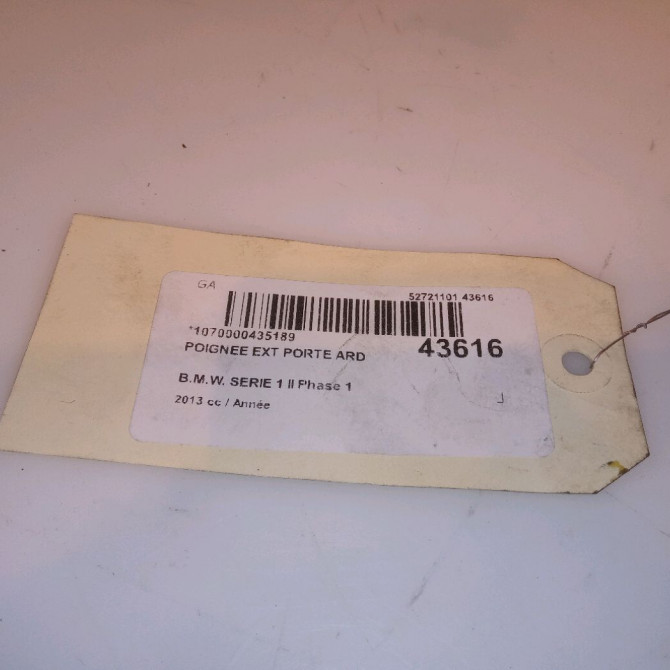 GA
52721101 43616
*1070000435189
POIGNEE EXT PORTE ARD
43616
B.M.W. SERIE 1 II Phase 1
2013 cc / Année
J